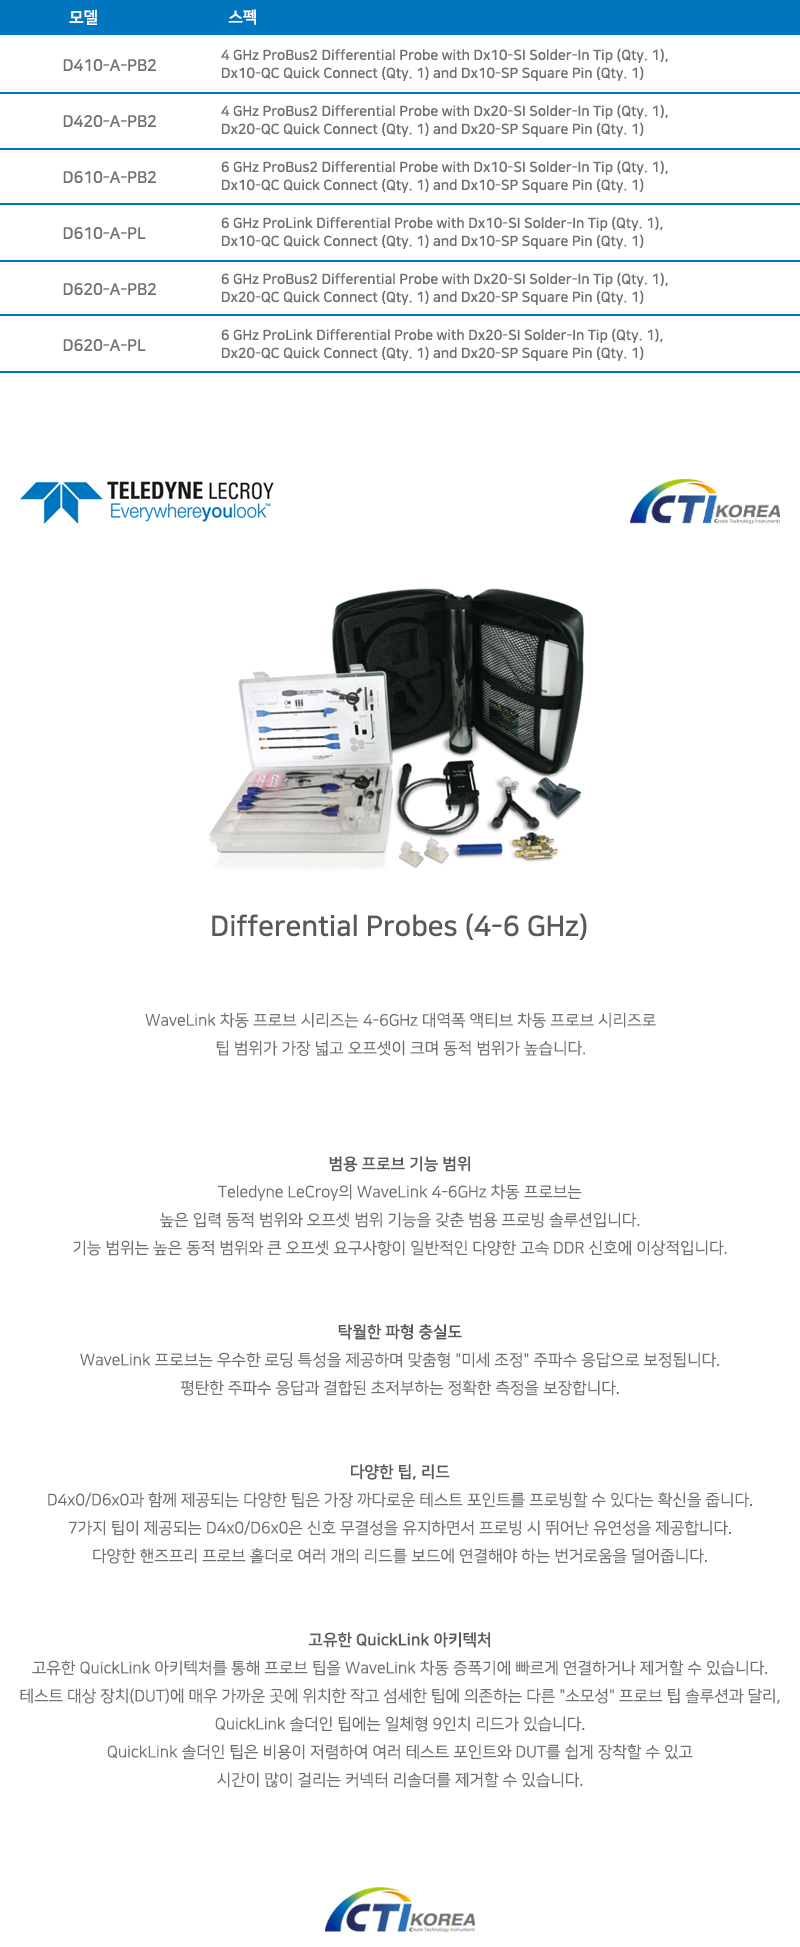 모델 스펙
D410-A-PB2
4 GHz ProBus2 Differential Probe with Dx10-SI Solder-In Tip (Qty. 1),
Dx10-QC Quick Connect (Qty. 1) and Dx10-SP Square Pin (Qty. 1)
D420-A-PB2
4 GHz ProBus2 Differential Probe with Dx20-SI Solder-In Tip (Qty. 1),
Dx20-QC Quick Connect (Qty. 1) and Dx20-SP Square Pin (Qty. 1)
D610-A-PB2
6 GHz ProBus2 Differential Probe with Dx10-SI Solder-In Tip (Qty. 1),
Dx10-QC Quick Connect (Qty. 1) and Dx10-SP Square Pin (Qty. 1)
D610-A-PL
6 GHz ProLink Differential Probe with Dx10-SI Solder-In Tip (Qty. 1),
Dx10-QC Quick Connect (Qty. 1) and Dx10-SP Square Pin (Qty. 1)
D620-A-PB2
6 GHz ProBus2 Differential Probe with Dx20-SI Solder-In Tip (Qty. 1),
Dx20-QC Quick Connect (Qty. 1) and Dx20-SP Square Pin (Qty. 1)
D620-A-PL
6 GHz ProLink Differential Probe with Dx20-SI Solder-In Tip (Qty. 1),
Dx20-QC Quick Connect (Qty. 1) and Dx20-SP Square Pin (Qty. 1)
TELEDYNE LECROY
Everywhereyoulook™
CTI KOREA
Create Technology Instruments
Differential Probes (4-6 GHz)
WaveLink 차동 프로브 시리즈는 4-6GHz 대역폭 액티브 차동 프로브 시리즈로
팁 범위가 가장 넓고 오프셋이 크며 동적 범위가 높습니다.
범용 프로브 기능 범위
Teledyne LeCroy의 WaveLink 4-6GHz 차동 프로브는
높은 입력 동적 범위와 오프셋 범위 기능을 갖춘 범용 프로빙 솔루션입니다.
기능 범위는 높은 동적 범위와 큰 오프셋 요구사항이 일반적인 다양한 고속 DDR 신호에 이상적입니다.
탁월한 파형 충실도
WaveLink 프로브는 우수한 로딩 특성을 제공하며 맞춤형 "미세 조정" 주파수 응답으로 보정됩니다.
평탄한 주파수 응답과 결합된 초저부하는 정확한 측정을 보장합니다.
다양한 팁, 리드
D4x0/D6x0과 함께 제공되는 다양한 팁은 가장 까다로운 테스트 포인트를 프로빙할 수 있다는 확신을 줍니다.
7가지 팁이 제공되는 D4x0/D6x0은 신호 무결성을 유지하면서 프로빙 시 뛰어난 유연성을 제공합니다.
다양한 핸즈프리 프로브 홀더로 여러 개의 리드를 보드에 연결해야 하는 번거로움을 덜어줍니다.
고유한 QuickLink 아키텍처
고유한 QuickLink 아키텍처를 통해 프로브 팁을 WaveLink 차동 증폭기에 빠르게 연결하거나 제거할 수 있습니다.
테스트 대상 장치(DUT)에 매우 가까운 곳에 위치한 작고 섬세한 팁에 의존하는 다른 "소모성" 프로브 팁 솔루션과 달리,
QuickLink 솔더인 팁에는 일체형 9인치 리드가 있습니다.
QuickLink 솔더인 팁은 비용이 저렴하여 여러 테스트 포인트와 DUT를 쉽게 장착할 수 있고
시간이 많이 걸리는 커넥터 리솔더를 제거할 수 있습니다.
CTI KOREA
Create Technology Instruments